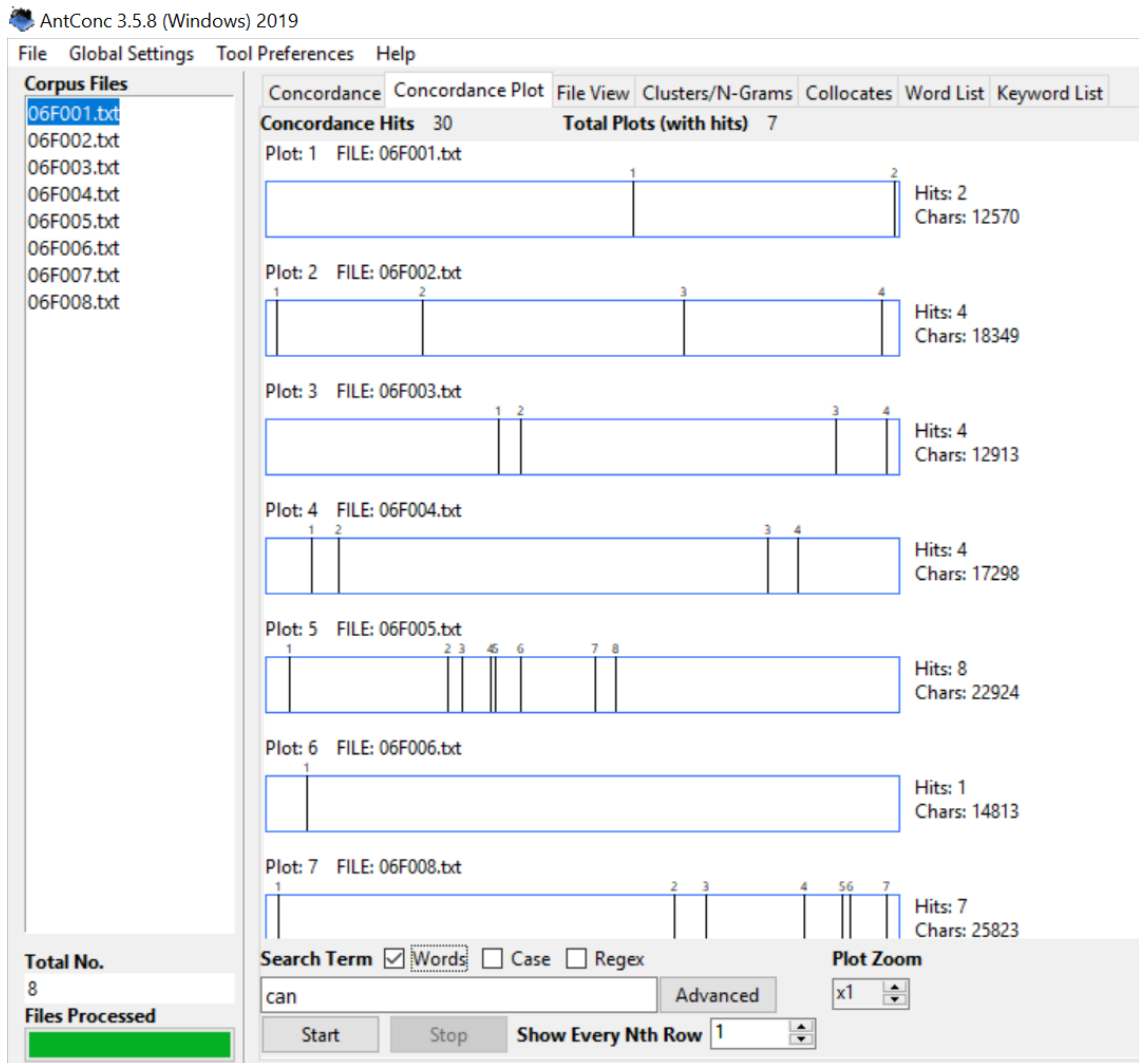 AntConc 3.5.8 (Windows) 2019
File Global Settings Tool Preferences Help
Corpus Files
06F001.txt
06F002.txt
06F003.txt
06F004.txt
06F005.txt
06F006.txt
06F007.txt
06F008.txt
Total No.
8
Files Processed
Concordance Concordance Plot File View Clusters/N-Grams Collocates Word List Keyword List
Concordance Hits 30 Total Plots (with hits) 7
Plot: 1 FILE: 06F001.txt
1 2
Hits: 2
Chars: 12570
Plot: 2 FILE: 06F002.txt
1 2 3 4
Hits: 4
Chars: 18349
Plot: 3 FILE: 06F003.txt
1 2 3 4
Hits: 4
Chars: 12913
Plot: 4 FILE: 06F004.txt
1 2 3 4
Hits: 4
Chars: 17298
Plot: 5 FILE: 06F005.txt
1 2 3 4 5 6 7 8
Hits: 8
Chars: 22924
Plot: 6 FILE: 06F006.txt
1
Hits: 1
Chars: 14813
Plot: 7 FILE: 06F008.txt
1 2 3 4 5 6 7
Hits: 7
Chars: 25823
Search Term Words Case Regex Plot Zoom
can Advanced x1
Start Stop Show Every Nth Row 1